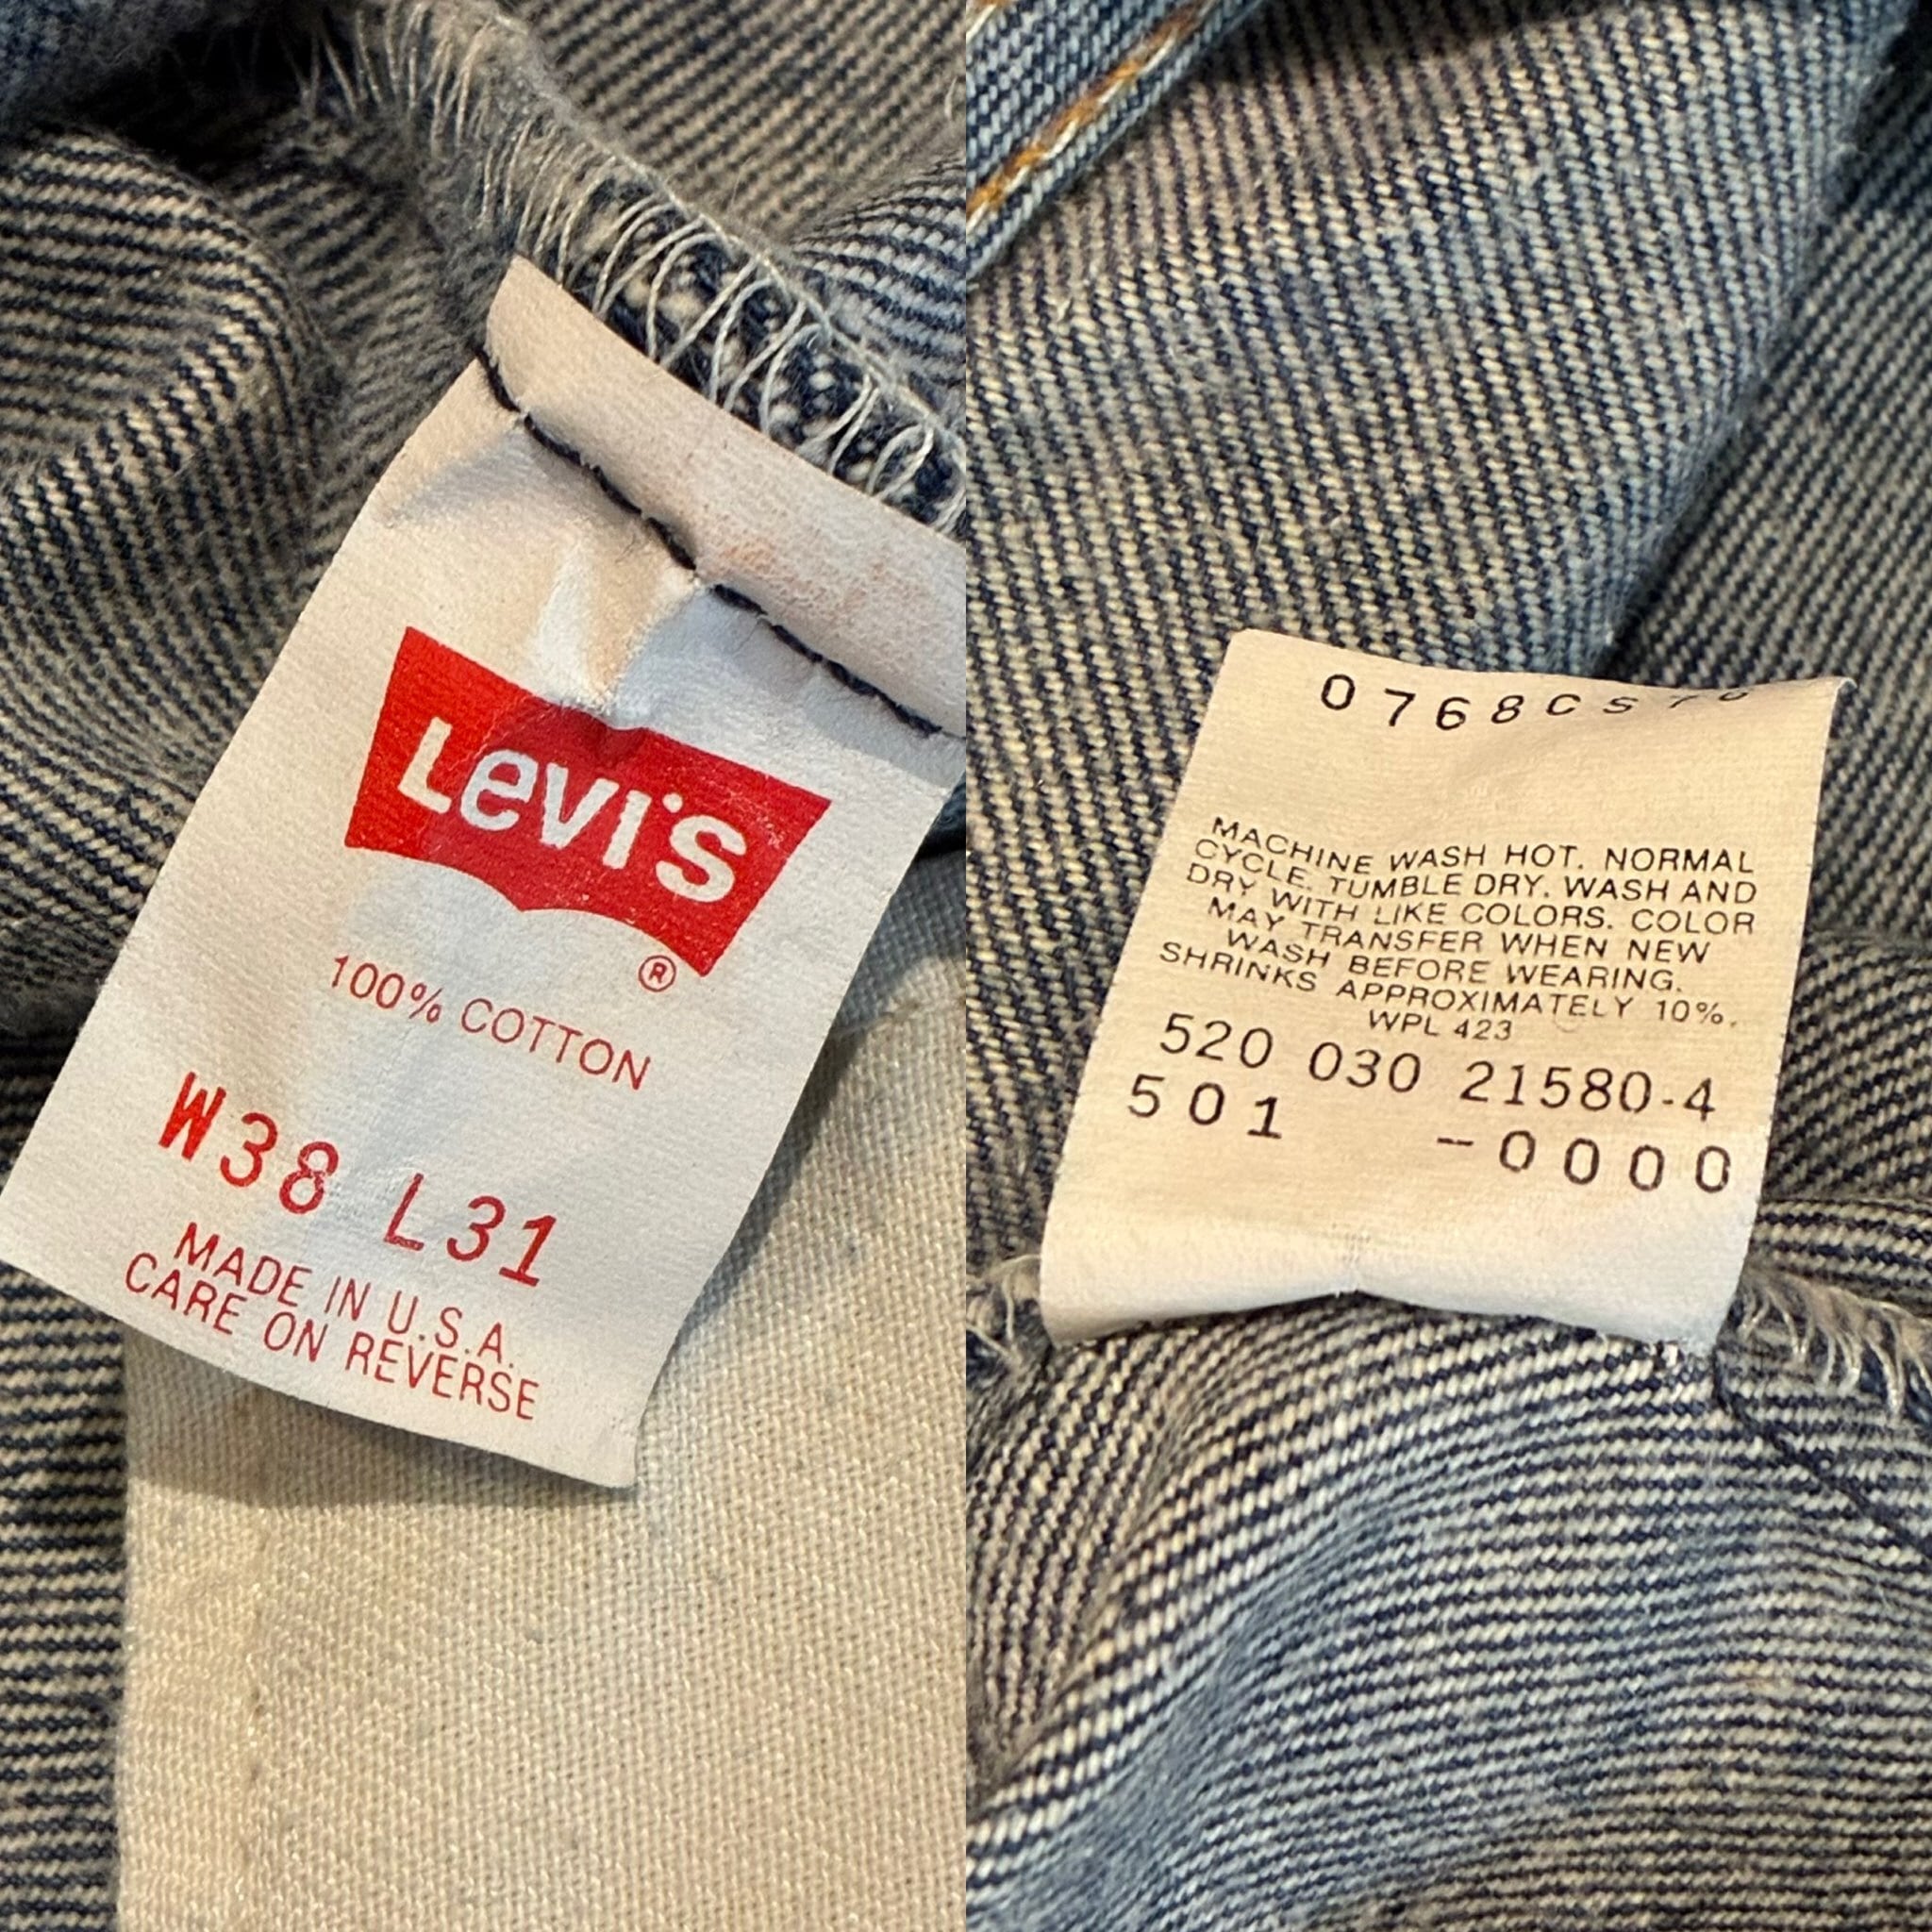 Levi's
®
100% COTTON
W38 L31
MADE IN U.S.A.
CARE ON REVERSE
0768CS
MACHINE WASH HOT. NORMAL
CYCLE. TUMBLE DRY. WASH AND
DRY WITH LIKE COLORS. COLOR
MAY TRANSFER WHEN NEW
WASH BEFORE WEARING.
SHRINKS APPROXIMATELY 10%.
WPL 423
520 030 21580-4
501 -0000